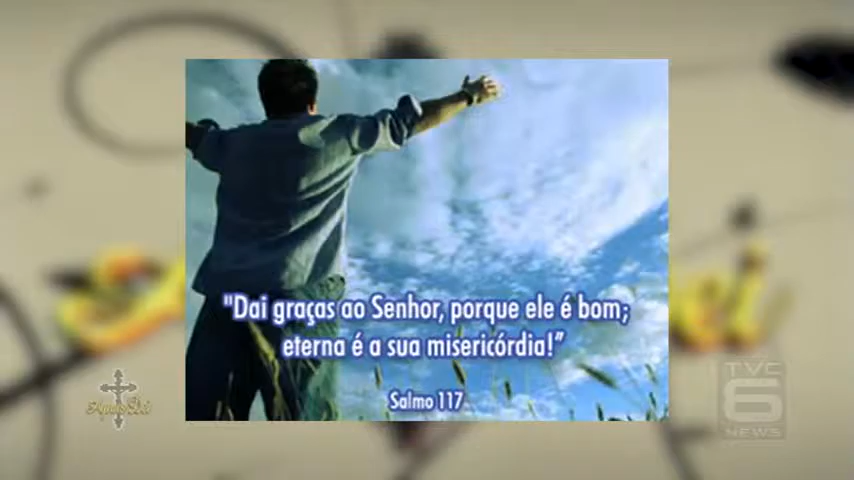 "Dai graças ao Senhor, porque ele é bom;
eterna é a sua misericórdia!”
Salmo 117
TVC
6
NEWS